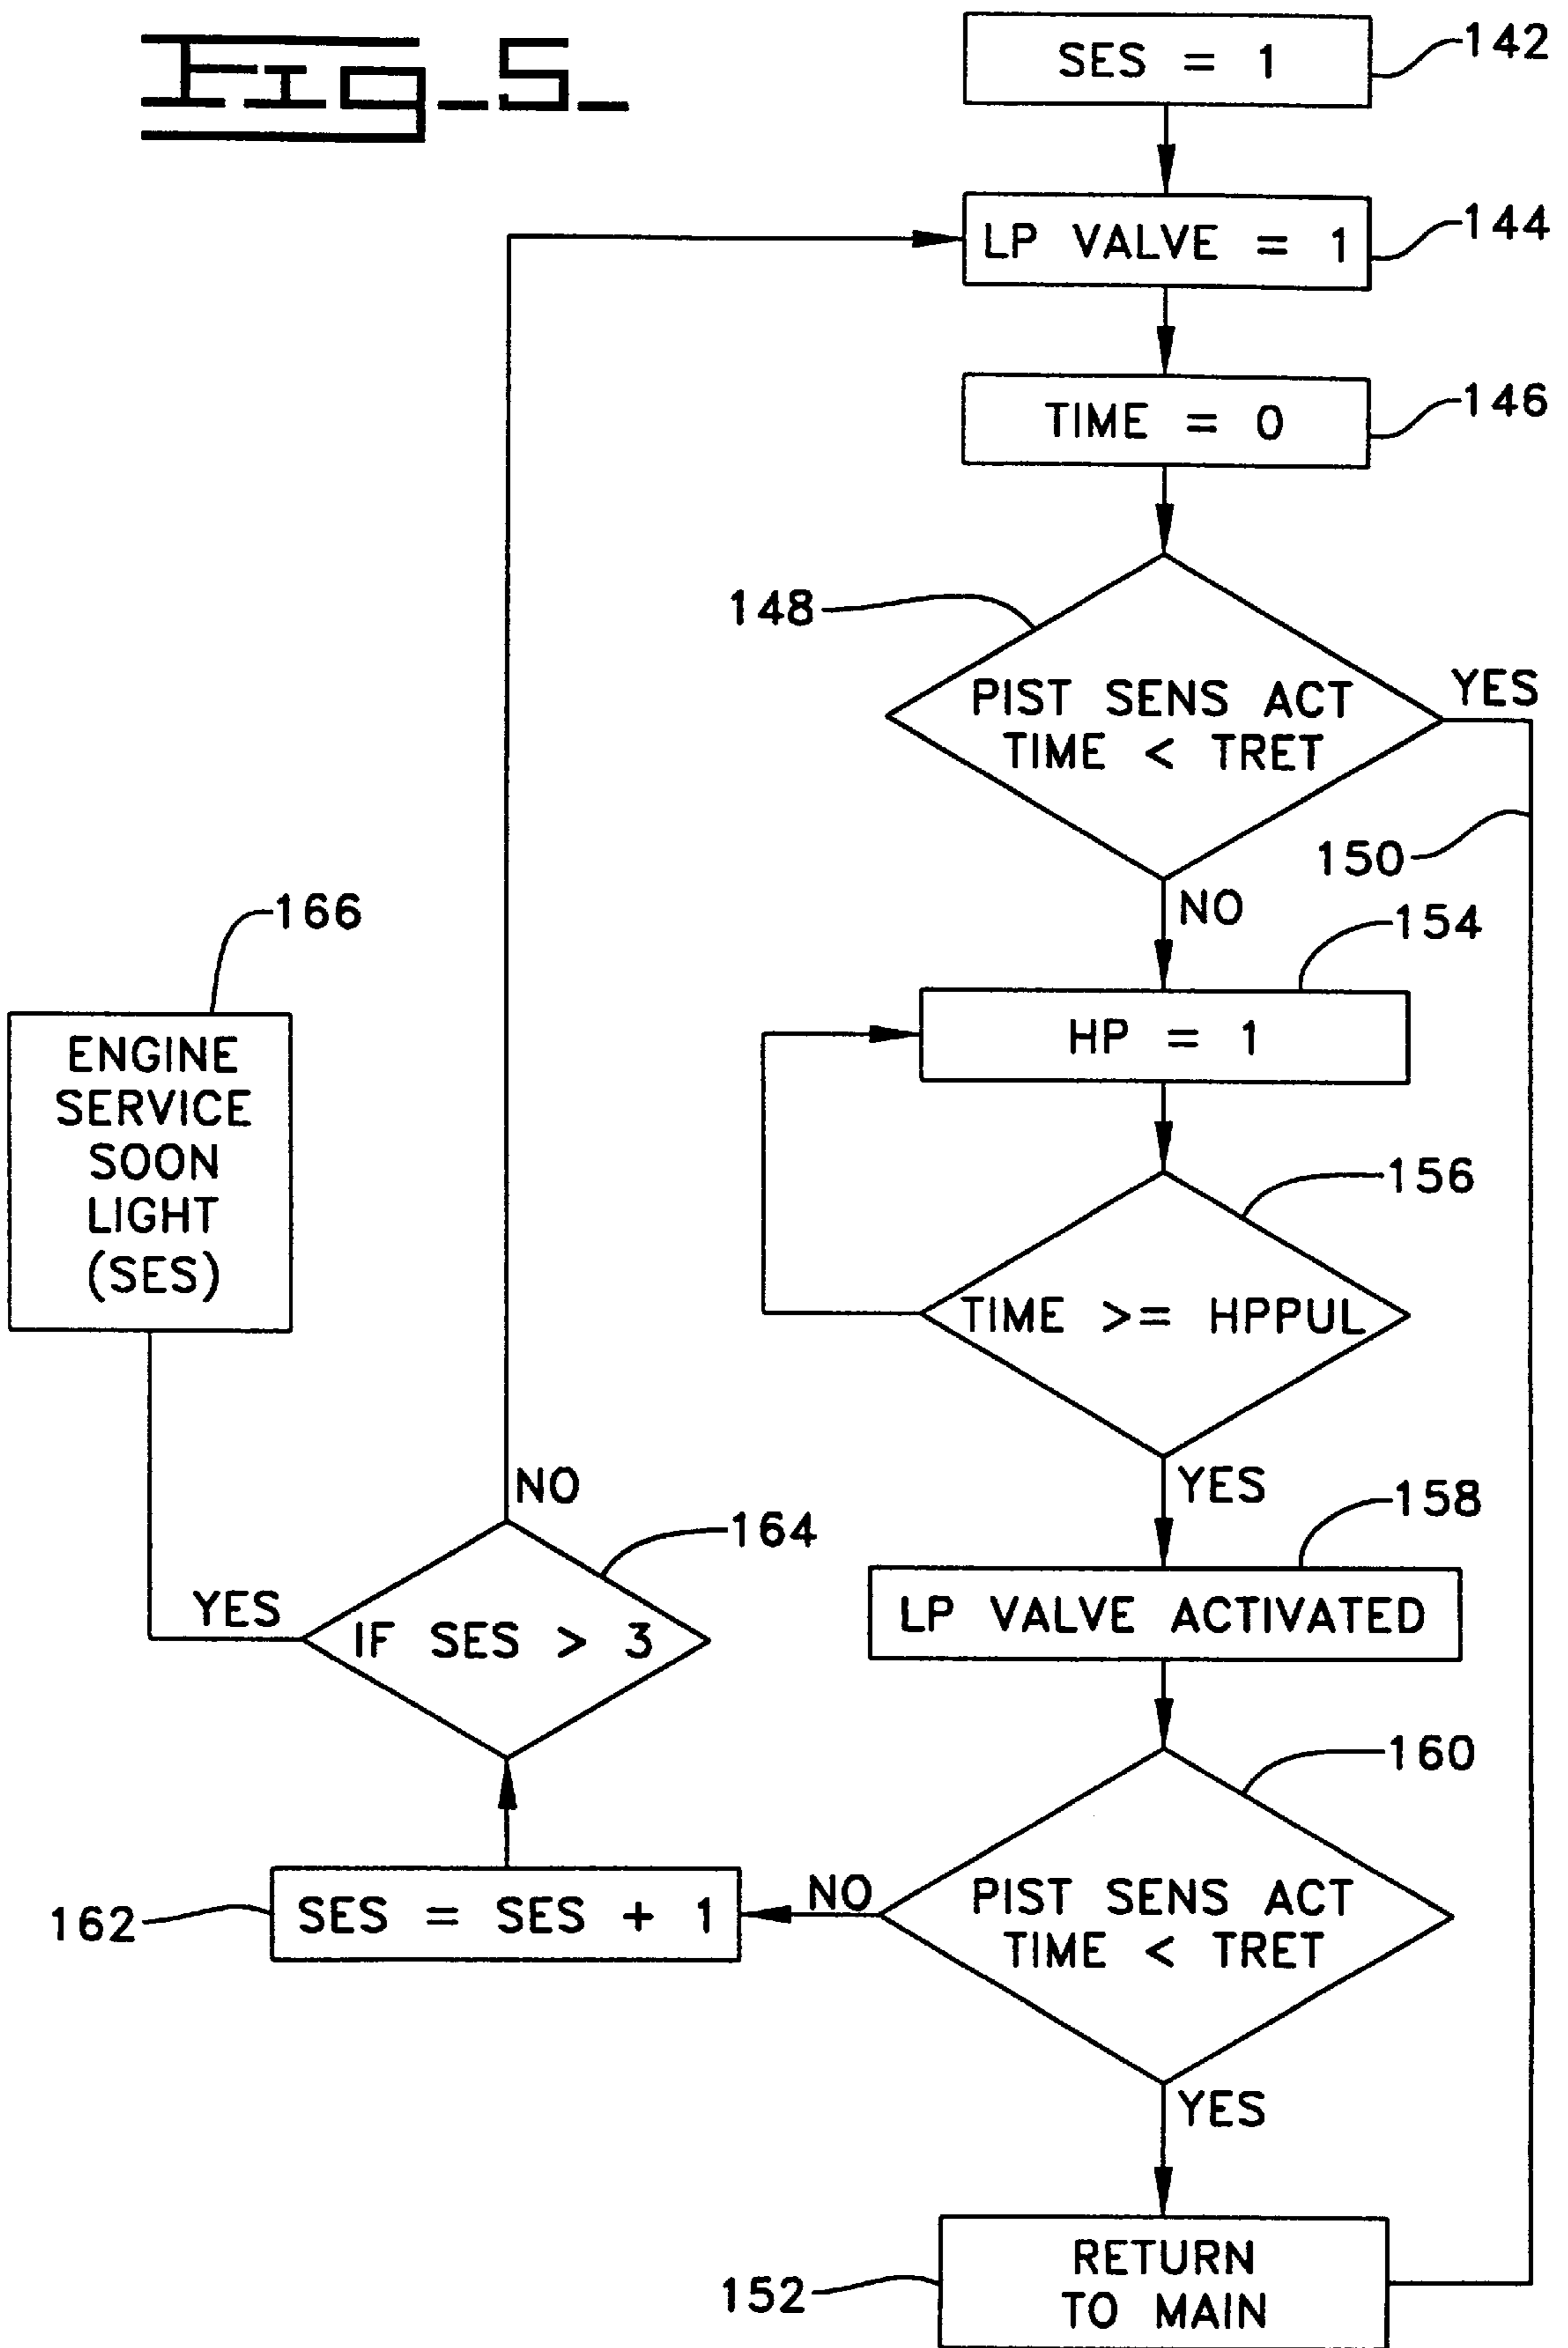 Fig_5_
SES = 1
142
LP VALVE = 1
144
TIME = 0
146
148
PIST SENS ACT
TIME < TRET
YES
150
NO
154
HP = 1
166
ENGINE
SERVICE
SOON
LIGHT
(SES)
156
TIME >= HPPUL
YES
158
LP VALVE ACTIVATED
NO
164
YES
IF SES > 3
160
PIST SENS ACT
TIME < TRET
NO
162
SES = SES + 1
YES
152
RETURN
TO MAIN